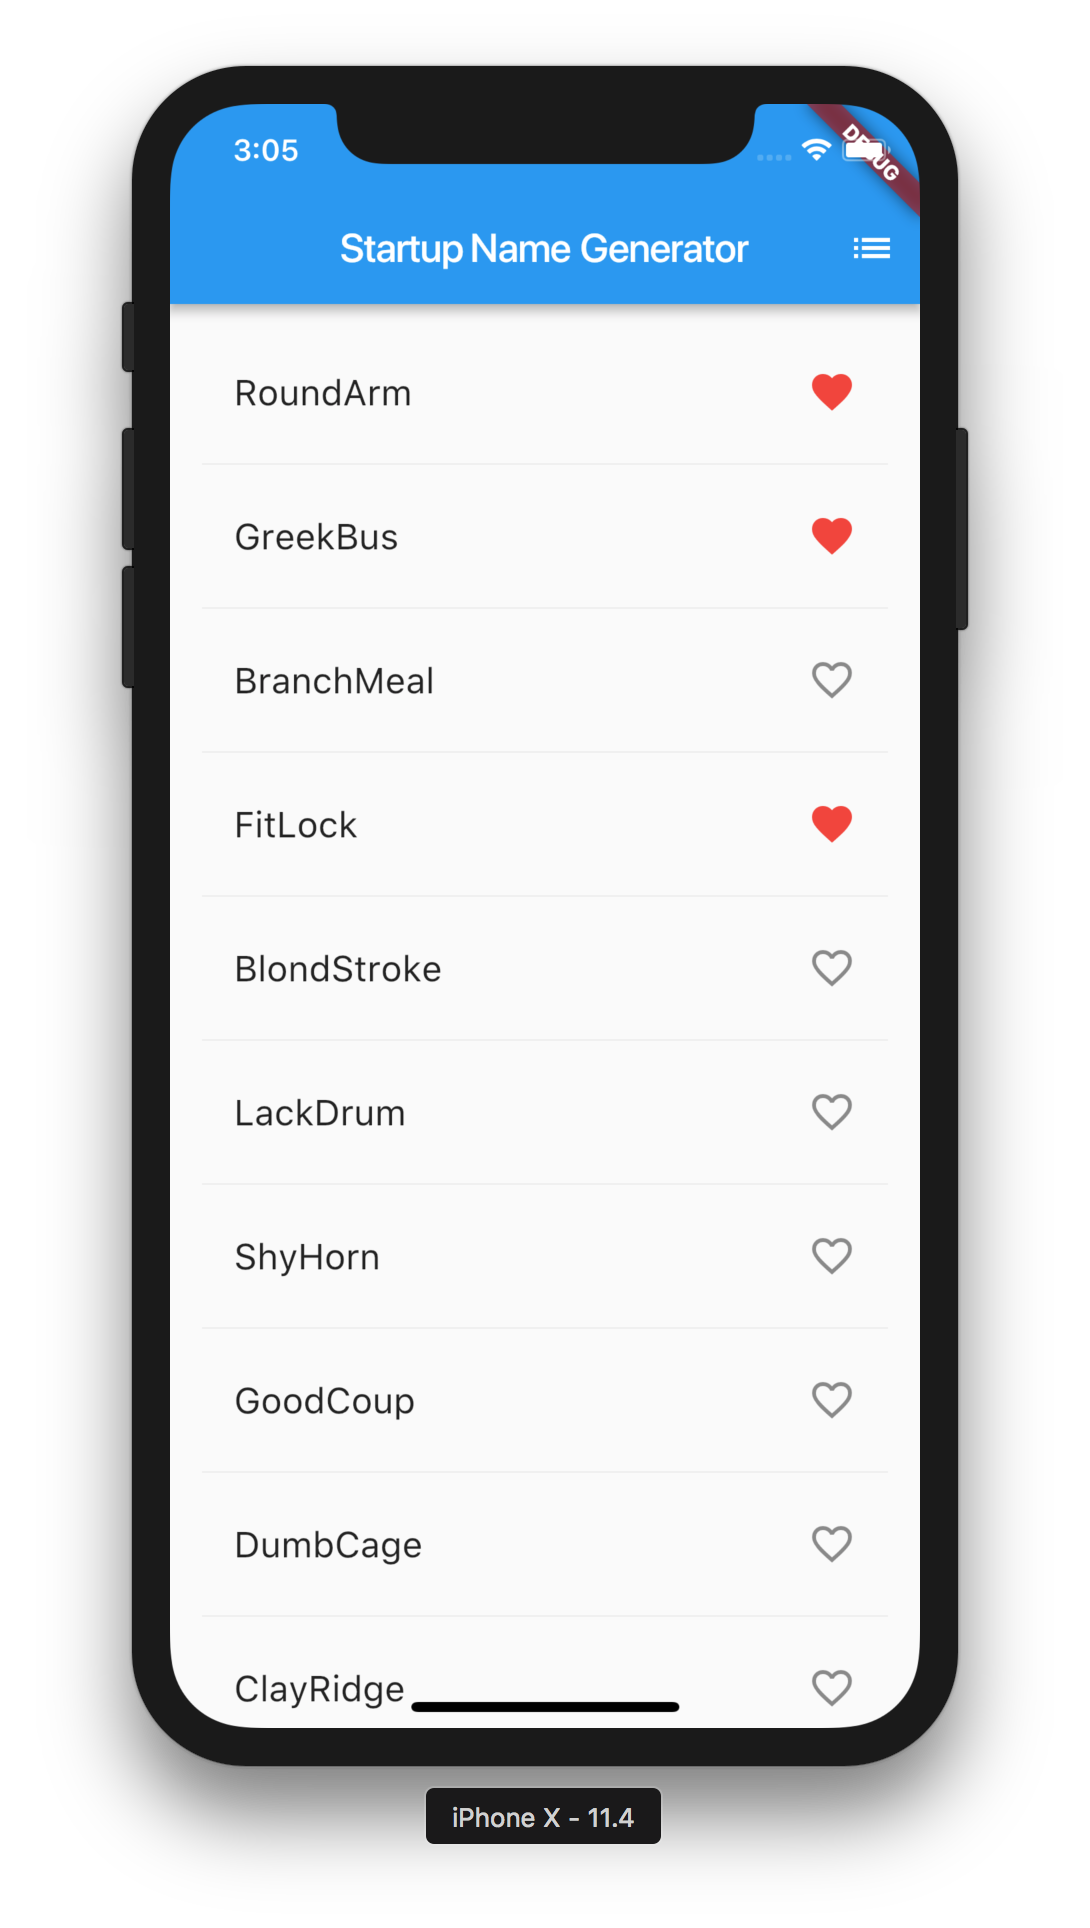 3:05
DEBUG
Startup Name Generator
RoundArm
GreekBus
BranchMeal
FitLock
BlondStroke
LackDrum
ShyHorn
GoodCoup
DumbCage
ClayRidge
iPhone X - 11.4